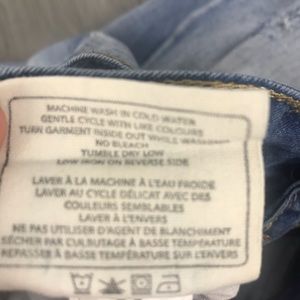 MACHINE WASH IN COLD WATER
GENTLE CYCLE WITH LIKE COLOURS
TURN GARMENT INSIDE OUT WHILE WASHING
NO BLEACH
TUMBLE DRY LOW
LOW IRON ON REVERSE SIDE
LAVER À LA MACHINE À L'EAU FROIDE
LAVER AU CYCLE DÉLICAT AVEC DES
COULEURS SEMBLABLES
LAVER À L'ENVERS
NE PAS UTILISER D'AGENT DE BLANCHIMENT
SÉCHER PAR CULBUTAGE À BASSE TEMPÉRATURE
REPASSER À BASSE TEMPÉRATURE À L'ENVERS